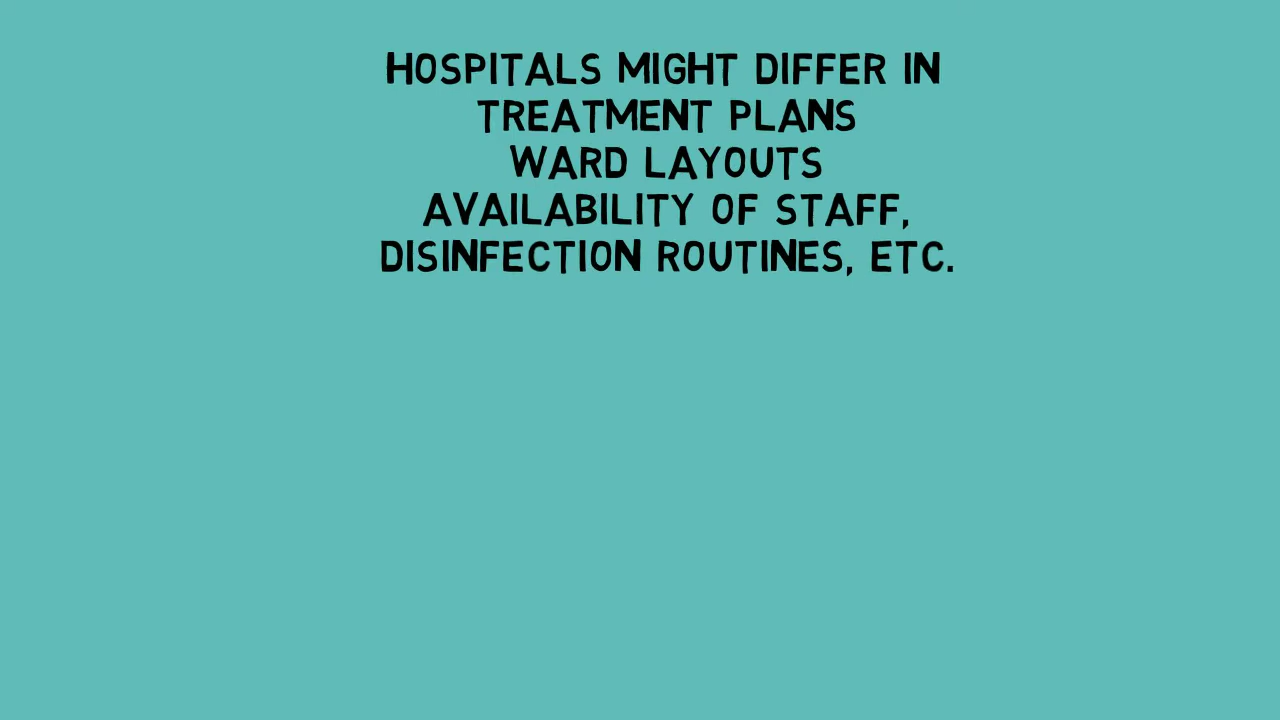 HOSPITALS MIGHT DIFFER IN
TREATMENT PLANS
WARD LAYOUTS
AVAILABILITY OF STAFF,
DISINFECTION ROUTINES, ETC.